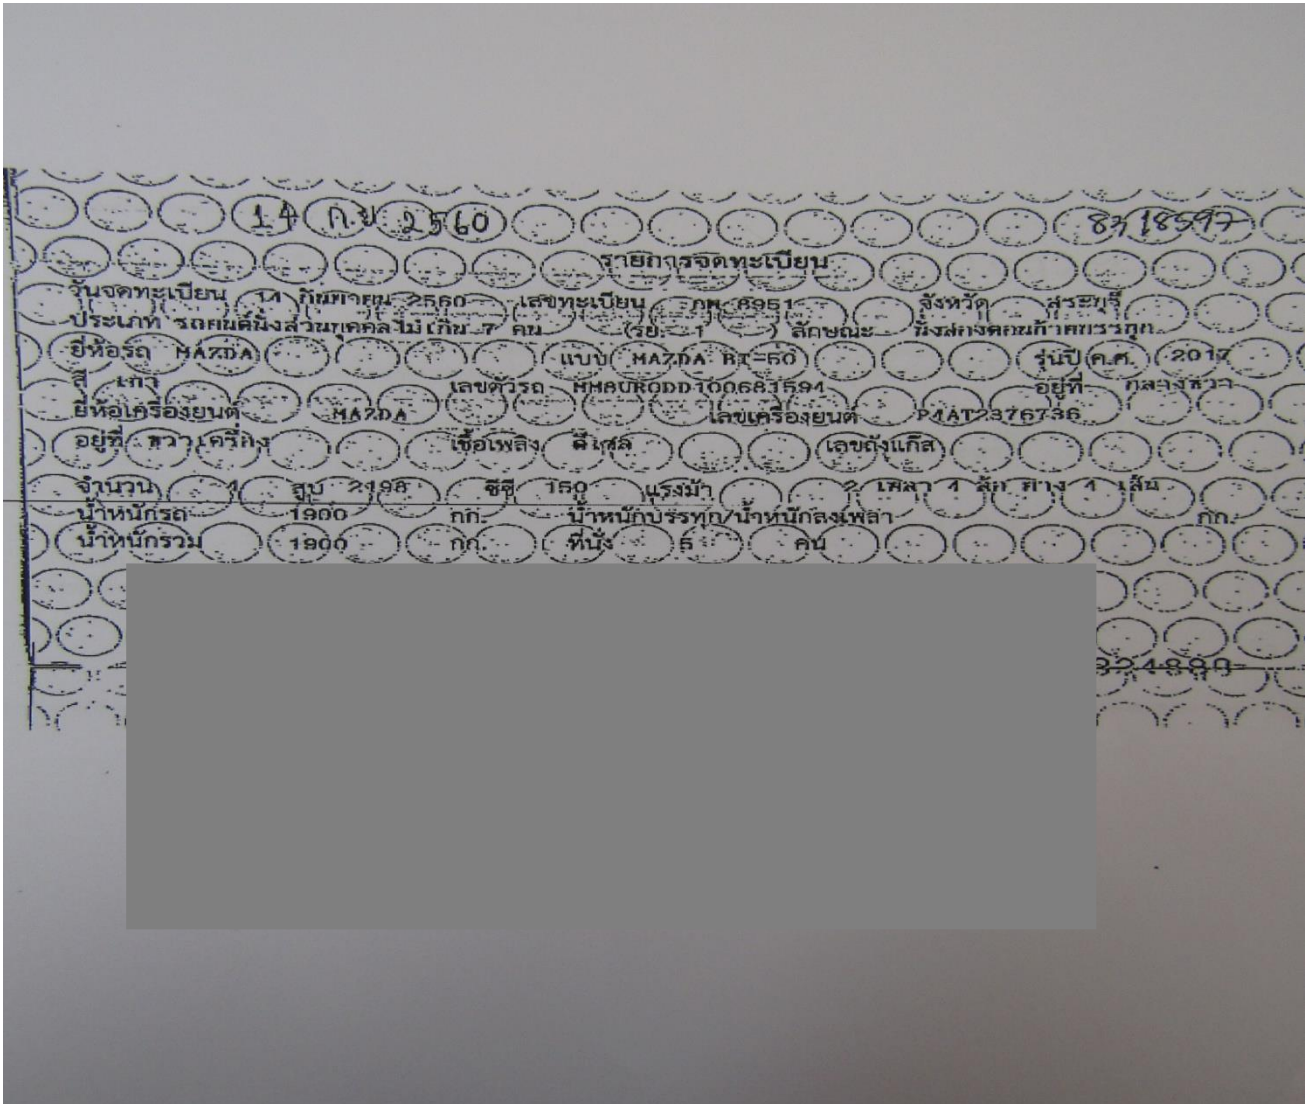 14 ก.ย 2560 8318597
รายการจดทะเบียน
วันจดทะเบียน 14 กันยายน 2560 เลขทะเบียน 8951 จังหวัด สระบุรี
ประเภท รถยนต์นั่งส่วนบุคคลไม่เกิน 7 คน (รย. 1 ) ลักษณะ นั่งสองตอนท้ายบรรทุก
ยี่ห้อรถ MAZDA แบบ MAZDA BT-50 รุ่นปี ค.ศ. 2017
สี เทา เลขตัวรถ อยู่ที่ กลางขวา
ยี่ห้อเครื่องยนต์ MAZDA เลขเครื่องยนต์ P4AT2376736
อยู่ที่ ขวาเครื่อง เชื้อเพลิง ดีเซล เลขถังแก๊ส
จำนวน 4 สูบ 2198 ซีซี 150 แรงม้า 2 เพลา 4 ล้อ ยาง 4 เส้น
น้ำหนักรถ 1900 กก. น้ำหนักบรรทุก/น้ำหนักลงเพลา กก.
น้ำหนักรวม 1900 กก. ที่นั่ง 5 คน